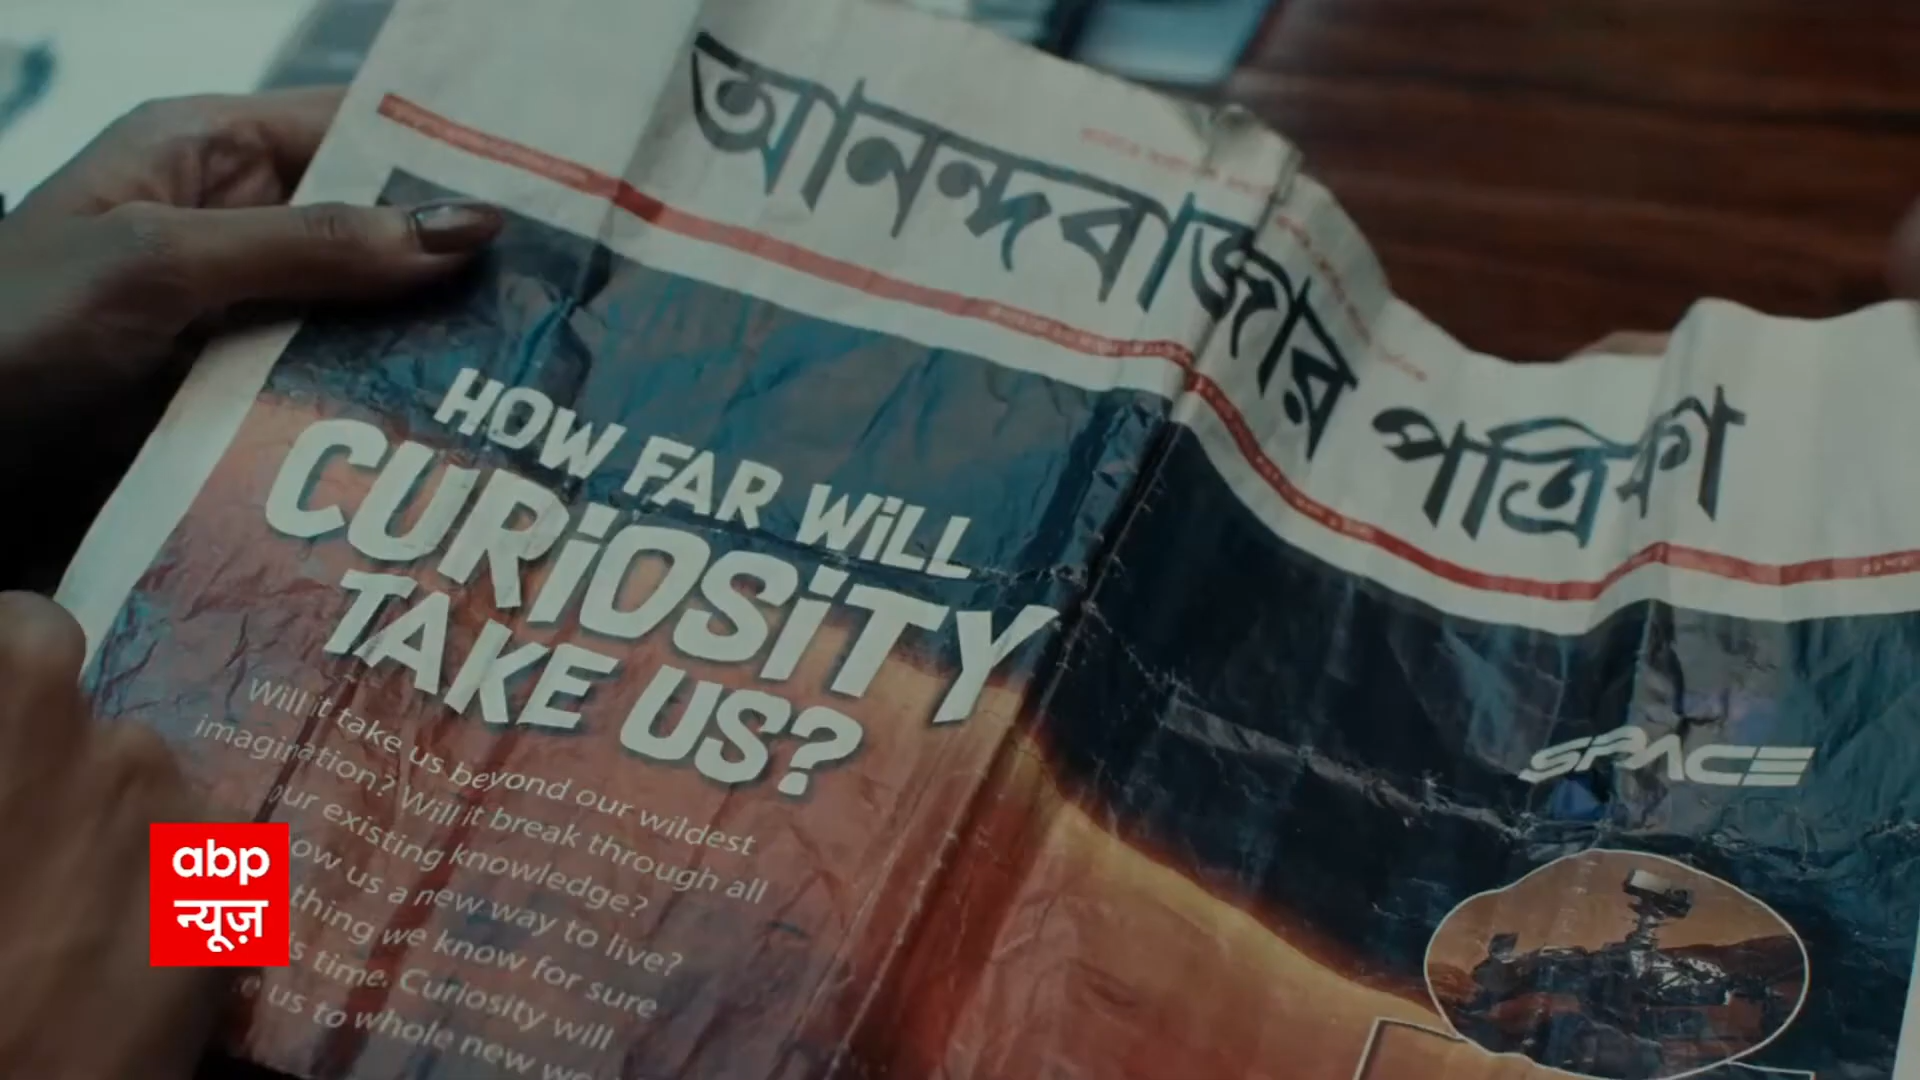 আনন্দবাজার পত্রিকা
HOW FAR WiLL
CURiOSiTY
TAKE US?
Will it take us beyond our wildest
imagination? Will it break through all
our existing knowledge?
ow us a new way to live?
thing we know for sure
s time. Curiosity will
us to whole new
SPACE
abp
न्यूज़